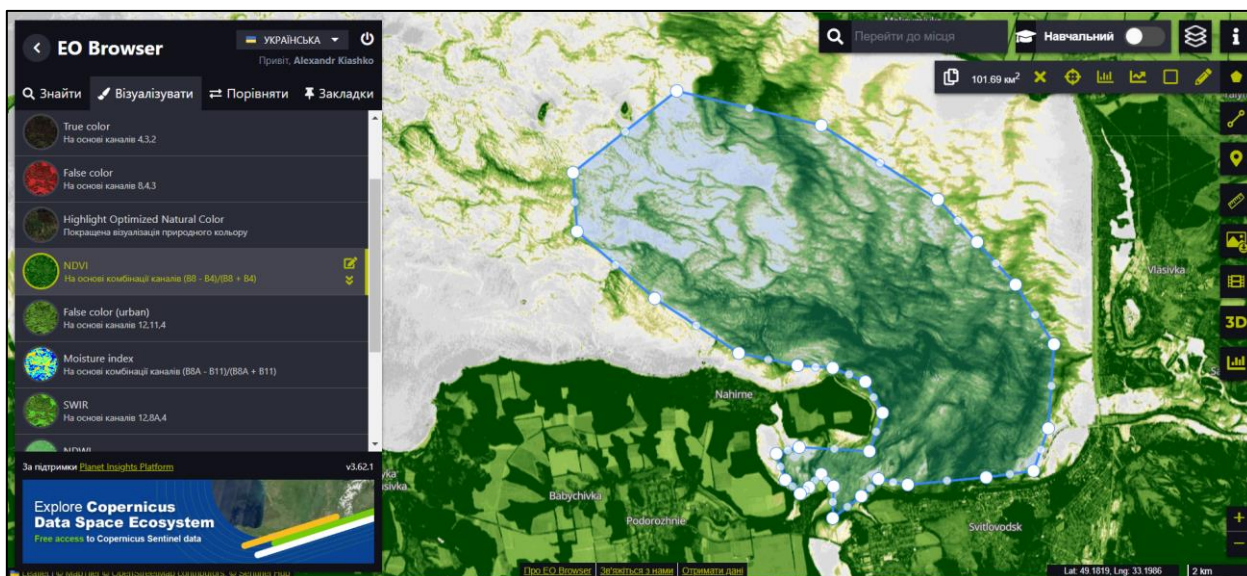 EO Browser
УКРАЇНСЬКА
Привіт, Alexandr Kiashko
Знайти
Візуалізувати
Порівняти
Закладки
True color
На основі каналів 4,3,2
False color
На основі каналів 8,4,3
Highlight Optimized Natural Color
Покращена візуалізація природного кольору
NDVI
На основі комбінації каналів (B8 - B4)/(B8 + B4)
False color (urban)
На основі каналів 12,11,4
Moisture index
На основі комбінації каналів (B8A - B11)/(B8A + B11)
SWIR
На основі каналів 12,8A,4
NDWI
За підтримки Planet Insights Platform
v3.62.1
Explore Copernicus
Data Space Ecosystem
Free access to Copernicus Sentinel data
Перейти до місця
Навчальний
101.69 км²
3D
Vlasivka
Nahirne
Babychivka
Podorozhnie
Svitlovodsk
Про EO Browser
Зв'яжіться з нами
Отримати дані
Lat: 49.1819, Lng: 33.1986
2 km